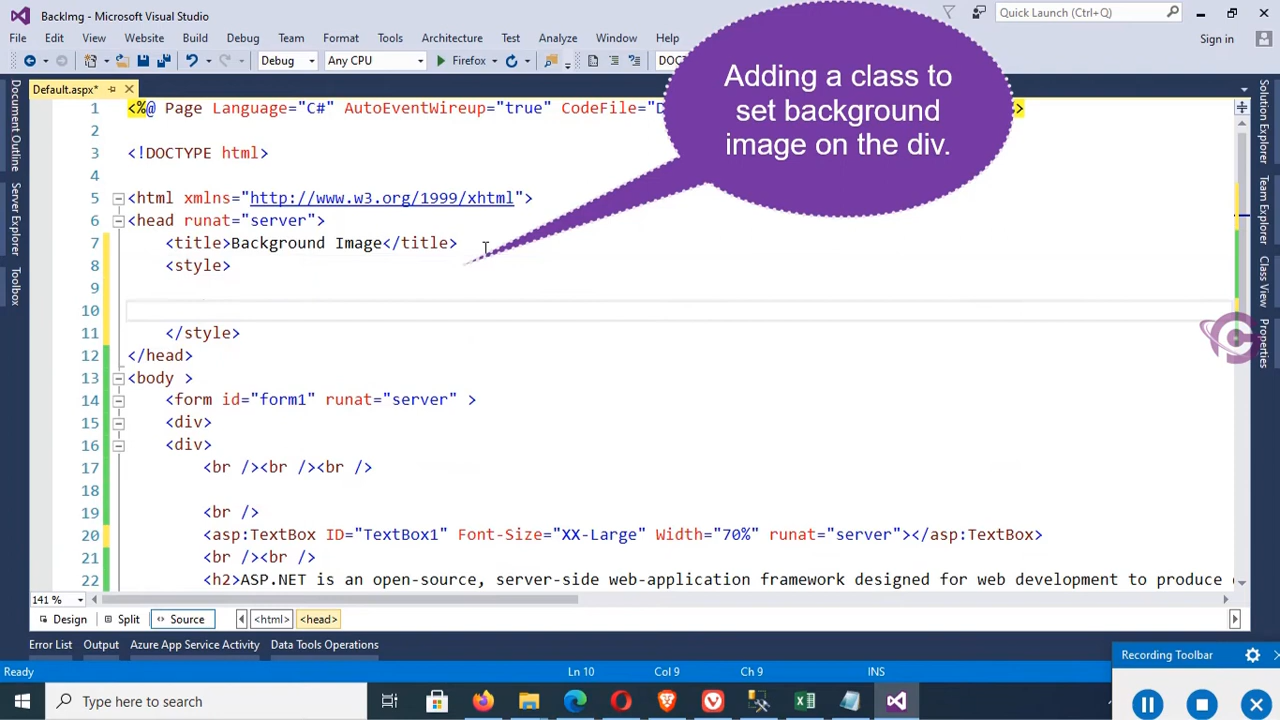 BackImg - Microsoft Visual Studio
Quick Launch (Ctrl+Q)
File Edit View Website Build Debug Team Format Tools Architecture Test Analyze Window Help
Sign in
Debug Any CPU Firefox
Default.aspx*
Adding a class to
set background
image on the div.
Document Outline
Server Explorer
Toolbox
Solution Explorer
Team Explorer
Class View
Properties
1 <%@ Page Language="C#" AutoEventWireup="true" CodeFile="D >
2
3 <!DOCTYPE html>
4
5 <html xmlns="http://www.w3.org/1999/xhtml">
6 <head runat="server">
7 <title>Background Image</title>
8 <style>
9
10
11 </style>
12 </head>
13 <body >
14 <form id="form1" runat="server" >
15 <div>
16 <div>
17 <br /><br /><br />
18
19 <br />
20 <asp:TextBox ID="TextBox1" Font-Size="XX-Large" Width="70%" runat="server"></asp:TextBox>
21 <br /><br />
22 <h2>ASP.NET is an open-source, server-side web-application framework designed for web development to produce
141 %
Design Split Source <html> <head>
Error List Output Azure App Service Activity Data Tools Operations
Ready Ln 10 Col 9 Ch 9 INS
Recording Toolbar
Type here to search